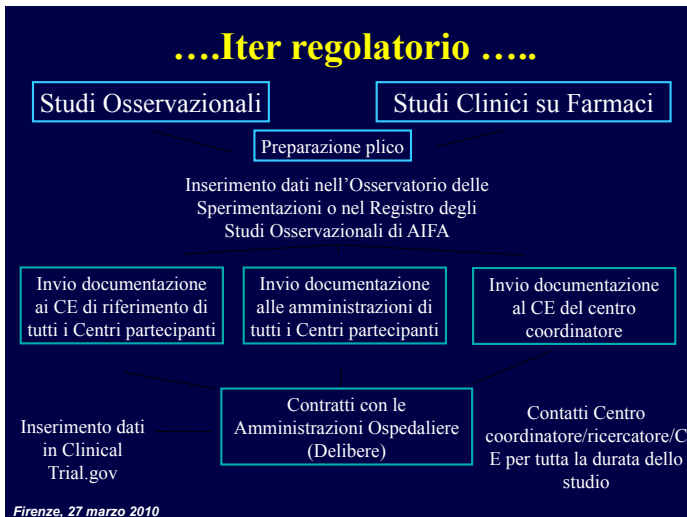 ....Iter regolatorio .....
Studi Osservazionali
Studi Clinici su Farmaci
Preparazione plico
Inserimento dati nell'Osservatorio delle
Sperimentazioni o nel Registro degli
Studi Osservazionali di AIFA
Invio documentazione
ai CE di riferimento di
tutti i Centri partecipanti
Invio documentazione
alle amministrazioni di
tutti i Centri partecipanti
Invio documentazione
al CE del centro
coordinatore
Inserimento dati
in Clinical
Trial.gov
Contratti con le
Amministrazioni Ospedaliere
(Delibere)
Contatti Centro
coordinatore/ricercatore/C
E per tutta la durata dello
studio
Firenze, 27 marzo 2010